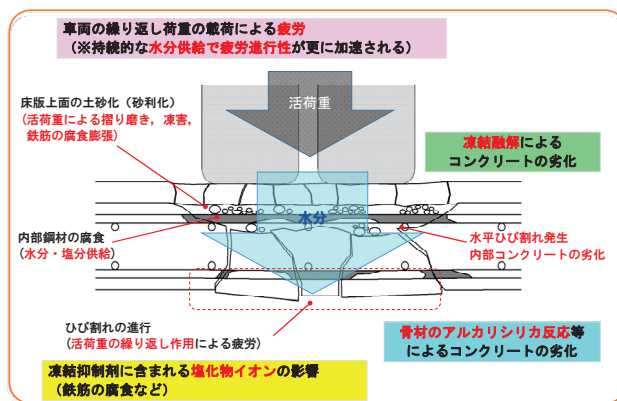 車両の繰り返し荷重の載荷による疲労
(※持続的な水分供給で疲労進行性が更に加速される)
活荷重
床版上面の土砂化(砂利化)
(活荷重による摺り磨き,凍害,
鉄筋の腐食膨張)
凍結融解による
コンクリートの劣化
水分
内部鋼材の腐食
(水分・塩分供給)
水平ひび割れ発生
内部コンクリートの劣化
ひび割れの進行
(活荷重の繰り返し作用による疲労)
骨材のアルカリシリカ反応等
によるコンクリートの劣化
凍結抑制剤に含まれる塩化物イオンの影響
(鉄筋の腐食など)